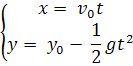 x = v₀t
y = y₀ − 1/2 gt²